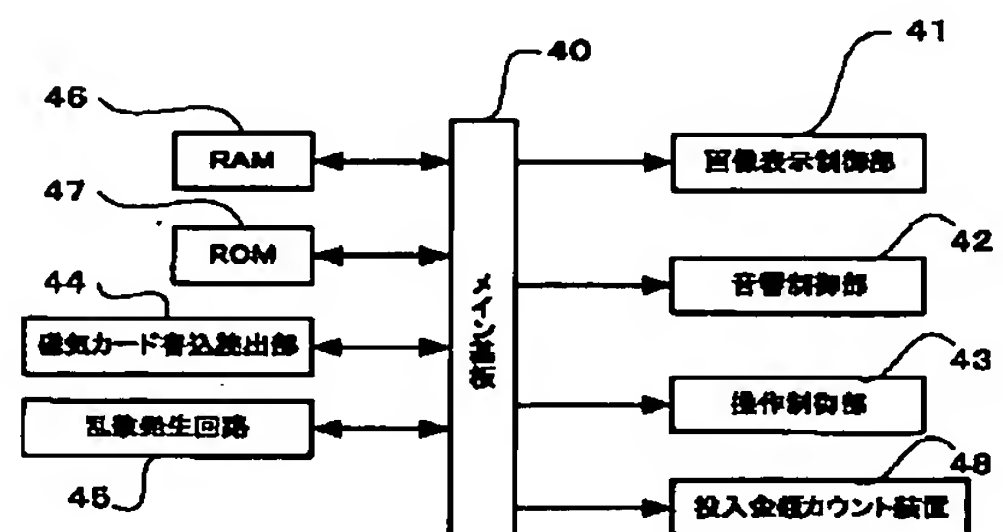 41
40
46
RAM
画像表示制御部
47
42
ROM
音響制御部
44
メイン基板
磁気カード書込読出部
43
操作制御部
乱数発生回路
48
45
投入金額カウント装置